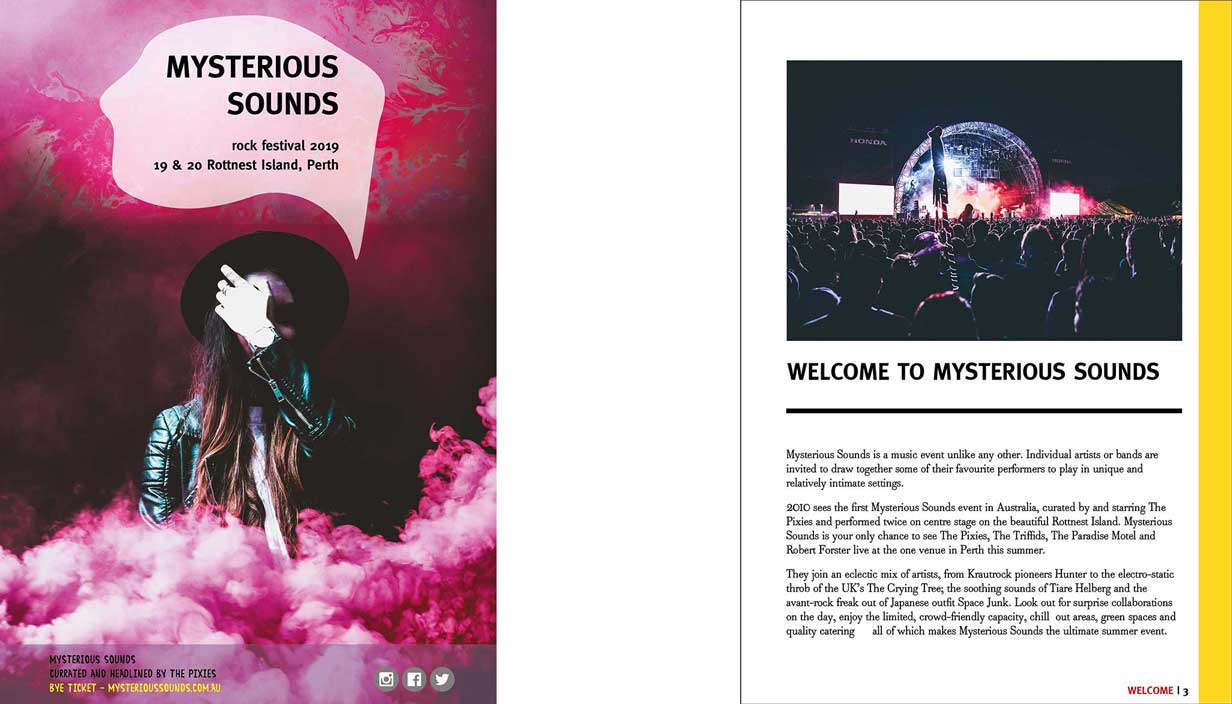 MYSTERIOUS
SOUNDS
rock festival 2019
19 & 20 Rottnest Island, Perth
MYSTERIOUS SOUNDS
CURRATED AND HEADLINED BY THE PIXIES
BYE TICKET - MYSTERIOUSSOUNDS.COM.AU
HONDA
HONDA
WELCOME TO MYSTERIOUS SOUNDS
Mysterious Sounds is a music event unlike any other. Individual artists or bands are
invited to draw together some of their favourite performers to play in unique and
relatively intimate settings.
2010 sees the first Mysterious Sounds event in Australia, curated by and starring The
Pixies and performed twice on centre stage on the beautiful Rottnest Island. Mysterious
Sounds is your only chance to see The Pixies, The Triffids, The Paradise Motel and
Robert Forster live at the one venue in Perth this summer.
They join an eclectic mix of artists, from Krautrock pioneers Hunter to the electro-static
throb of the UK's The Crying Tree; the soothing sounds of Tiare Helberg and the
avant-rock freak out of Japanese outfit Space Junk. Look out for surprise collaborations
on the day, enjoy the limited, crowd-friendly capacity, chill out areas, green spaces and
quality catering all of which makes Mysterious Sounds the ultimate summer event.
WELCOME | 3